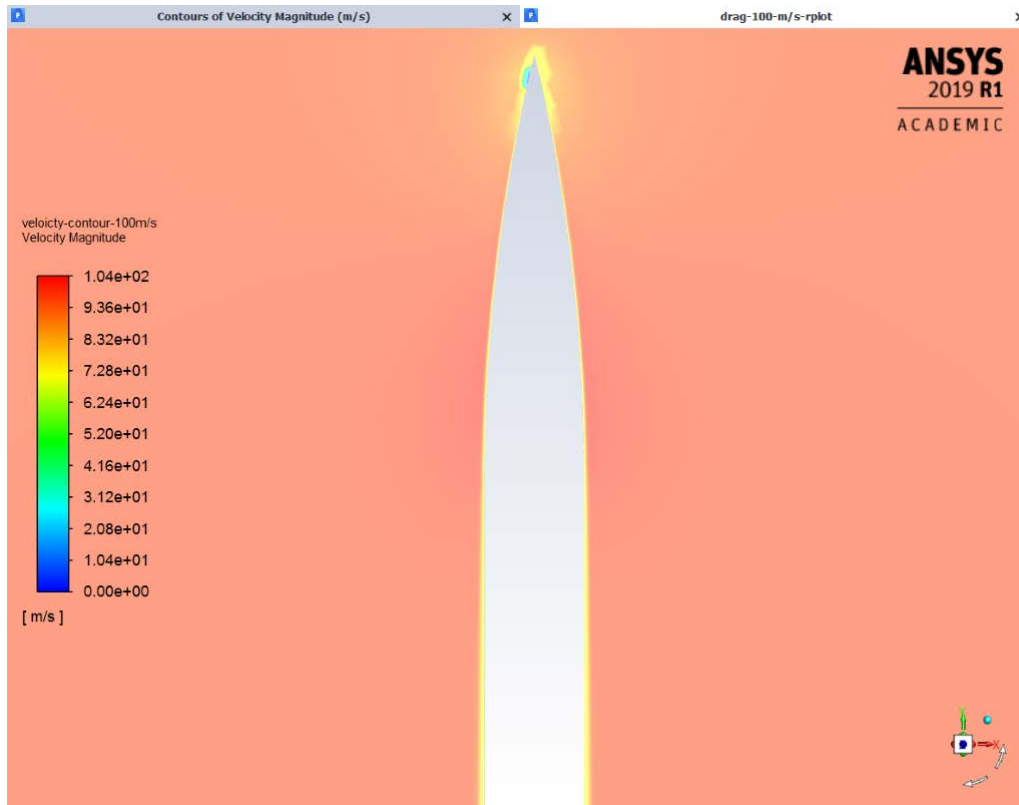 Contours of Velocity Magnitude (m/s)
drag-100-m/s-rplot
ANSYS
2019 R1
ACADEMIC
veloicty-contour-100m/s
Velocity Magnitude
1.04e+02
9.36e+01
8.32e+01
7.28e+01
6.24e+01
5.20e+01
4.16e+01
3.12e+01
2.08e+01
1.04e+01
0.00e+00
[ m/s ]
Y
X